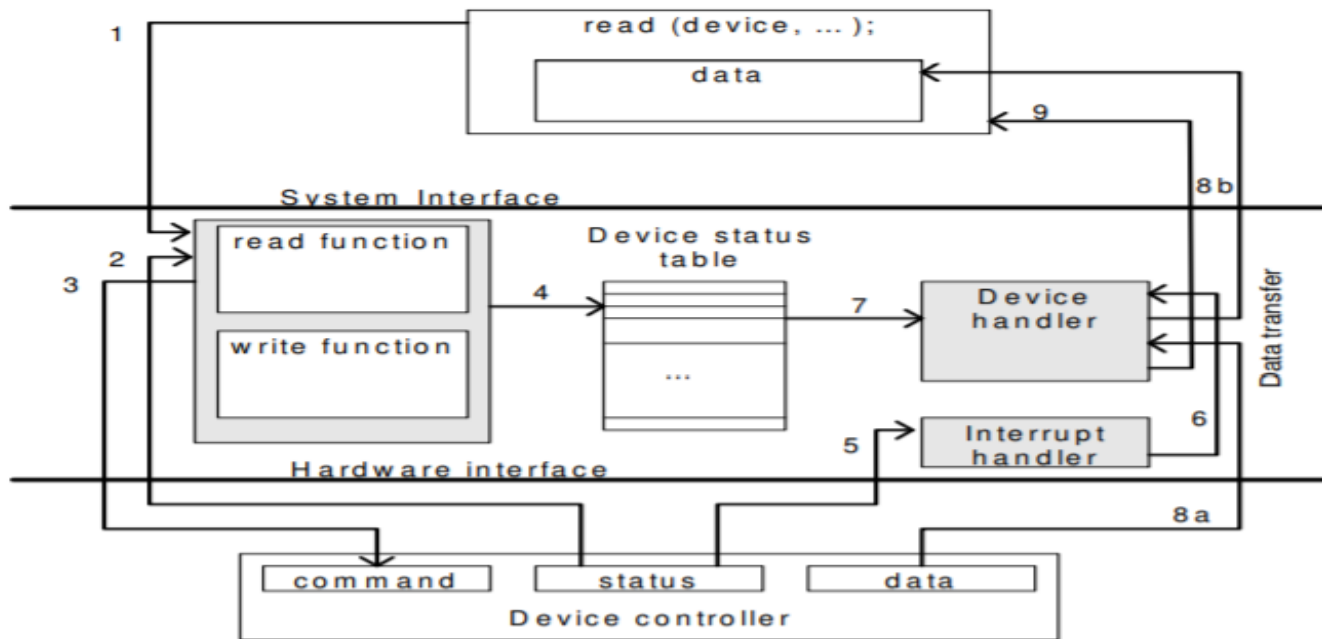 1
read (device, ... );
data
9
8b
System Interface
2
read function
Device status
table
3
4
7
Device
handler
write function
...
Data transfer
5
6
Interrupt
handler
Hardware interface
8a
command
status
data
Device controller